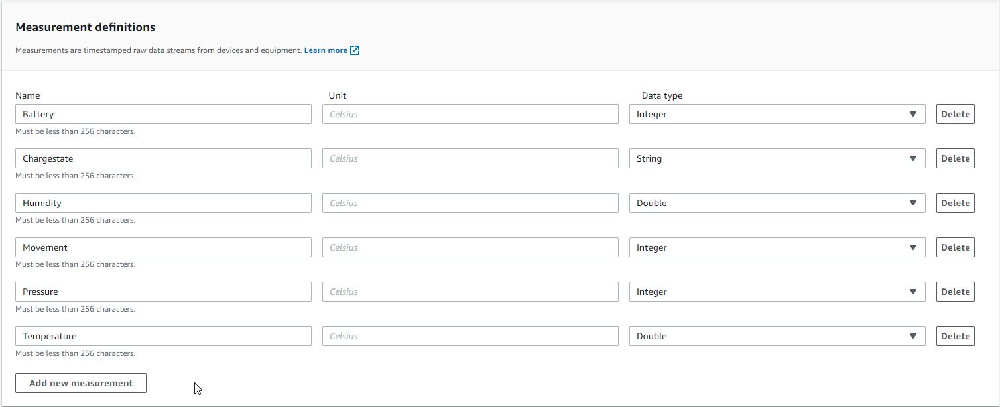 Measurement definitions
Measurements are timestamped raw data streams from devices and equipment. Learn more
Name Unit Data type
Battery Celsius Integer Delete
Must be less than 256 characters.
Chargestate Celsius String Delete
Must be less than 256 characters.
Humidity Celsius Double Delete
Must be less than 256 characters.
Movement Celsius Integer Delete
Must be less than 256 characters.
Pressure Celsius Integer Delete
Must be less than 256 characters.
Temperature Celsius Double Delete
Must be less than 256 characters.
Add new measurement